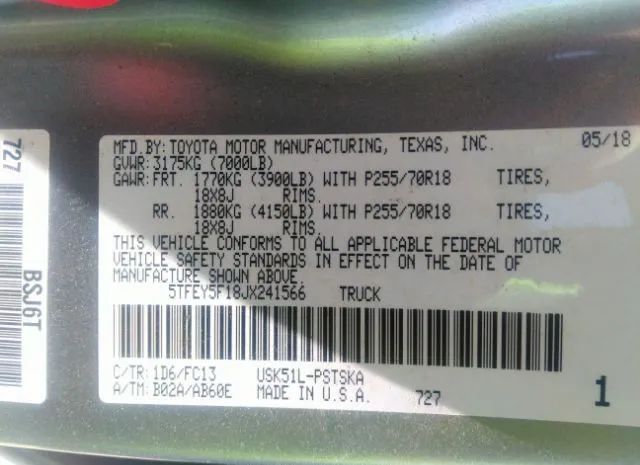 727
BSJ6T
MFD.BY:TOYOTA MOTOR MANUFACTURING, TEXAS, INC. 05/18
GVWR:3175KG (7000LB)
GAWR:FRT. 1770KG (3900LB) WITH P255/70R18 TIRES,
18X8J RIMS.
RR. 1880KG (4150LB) WITH P255/70R18 TIRES,
18X8J RIMS.
THIS VEHICLE CONFORMS TO ALL APPLICABLE FEDERAL MOTOR
VEHICLE SAFETY STANDARDS IN EFFECT ON THE DATE OF
MANUFACTURE SHOWN ABOVE.
5TFEY5F18JX241566 TRUCK
C/TR:1D6/FC13 USK51L-PSTSKA
A/TM:B02A/AB60E MADE IN U.S.A. 727 1